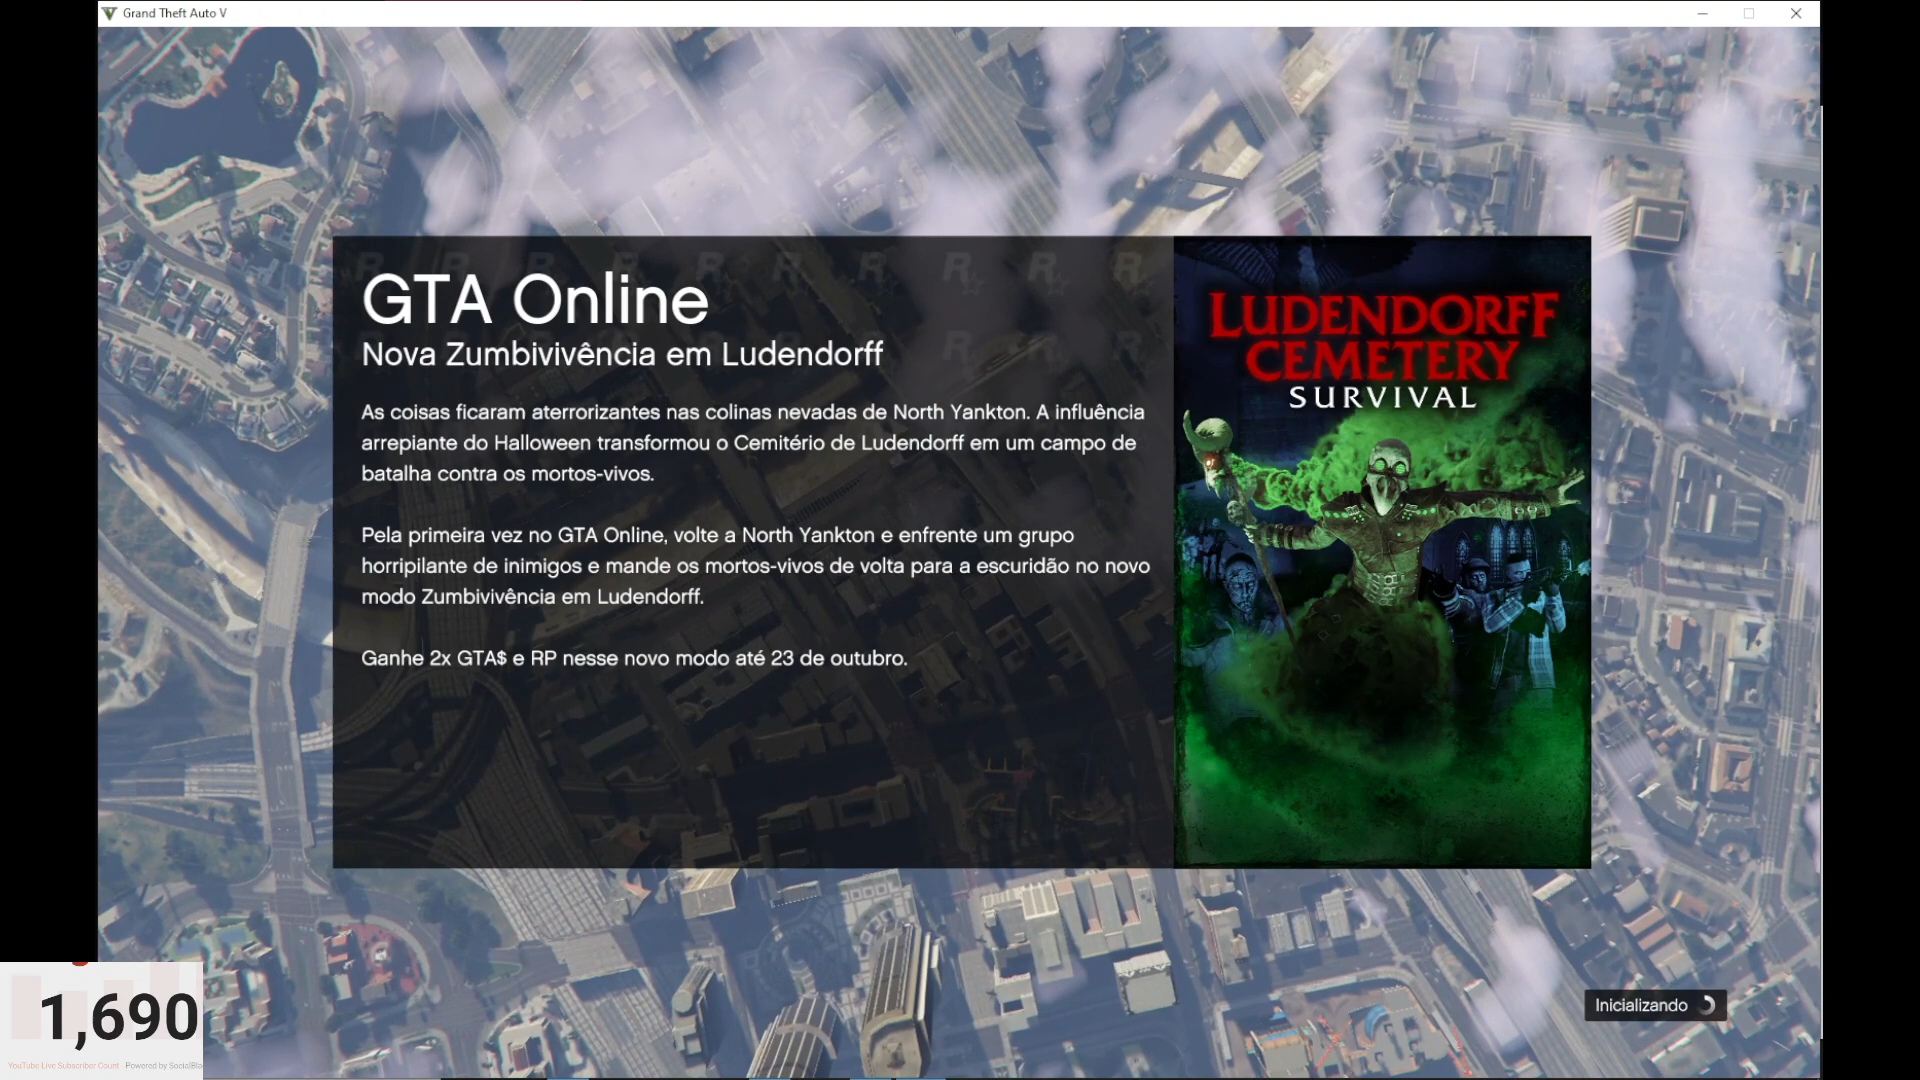 Grand Theft Auto V
GTA Online
Nova Zumbivivência em Ludendorff
As coisas ficaram aterrorizantes nas colinas nevadas de North Yankton. A influência
arrepiante do Halloween transformou o Cemitério de Ludendorff em um campo de
batalha contra os mortos-vivos.
Pela primeira vez no GTA Online, volte a North Yankton e enfrente um grupo
horripilante de inimigos e mande os mortos-vivos de volta para a escuridão no novo
modo Zumbivivência em Ludendorff.
Ganhe 2x GTA$ e RP nesse novo modo até 23 de outubro.
LUDENDORFF
CEMETERY
SURVIVAL
Inicializando
1,690
YouTube Live Subscriber Count - Powered by SocialBla